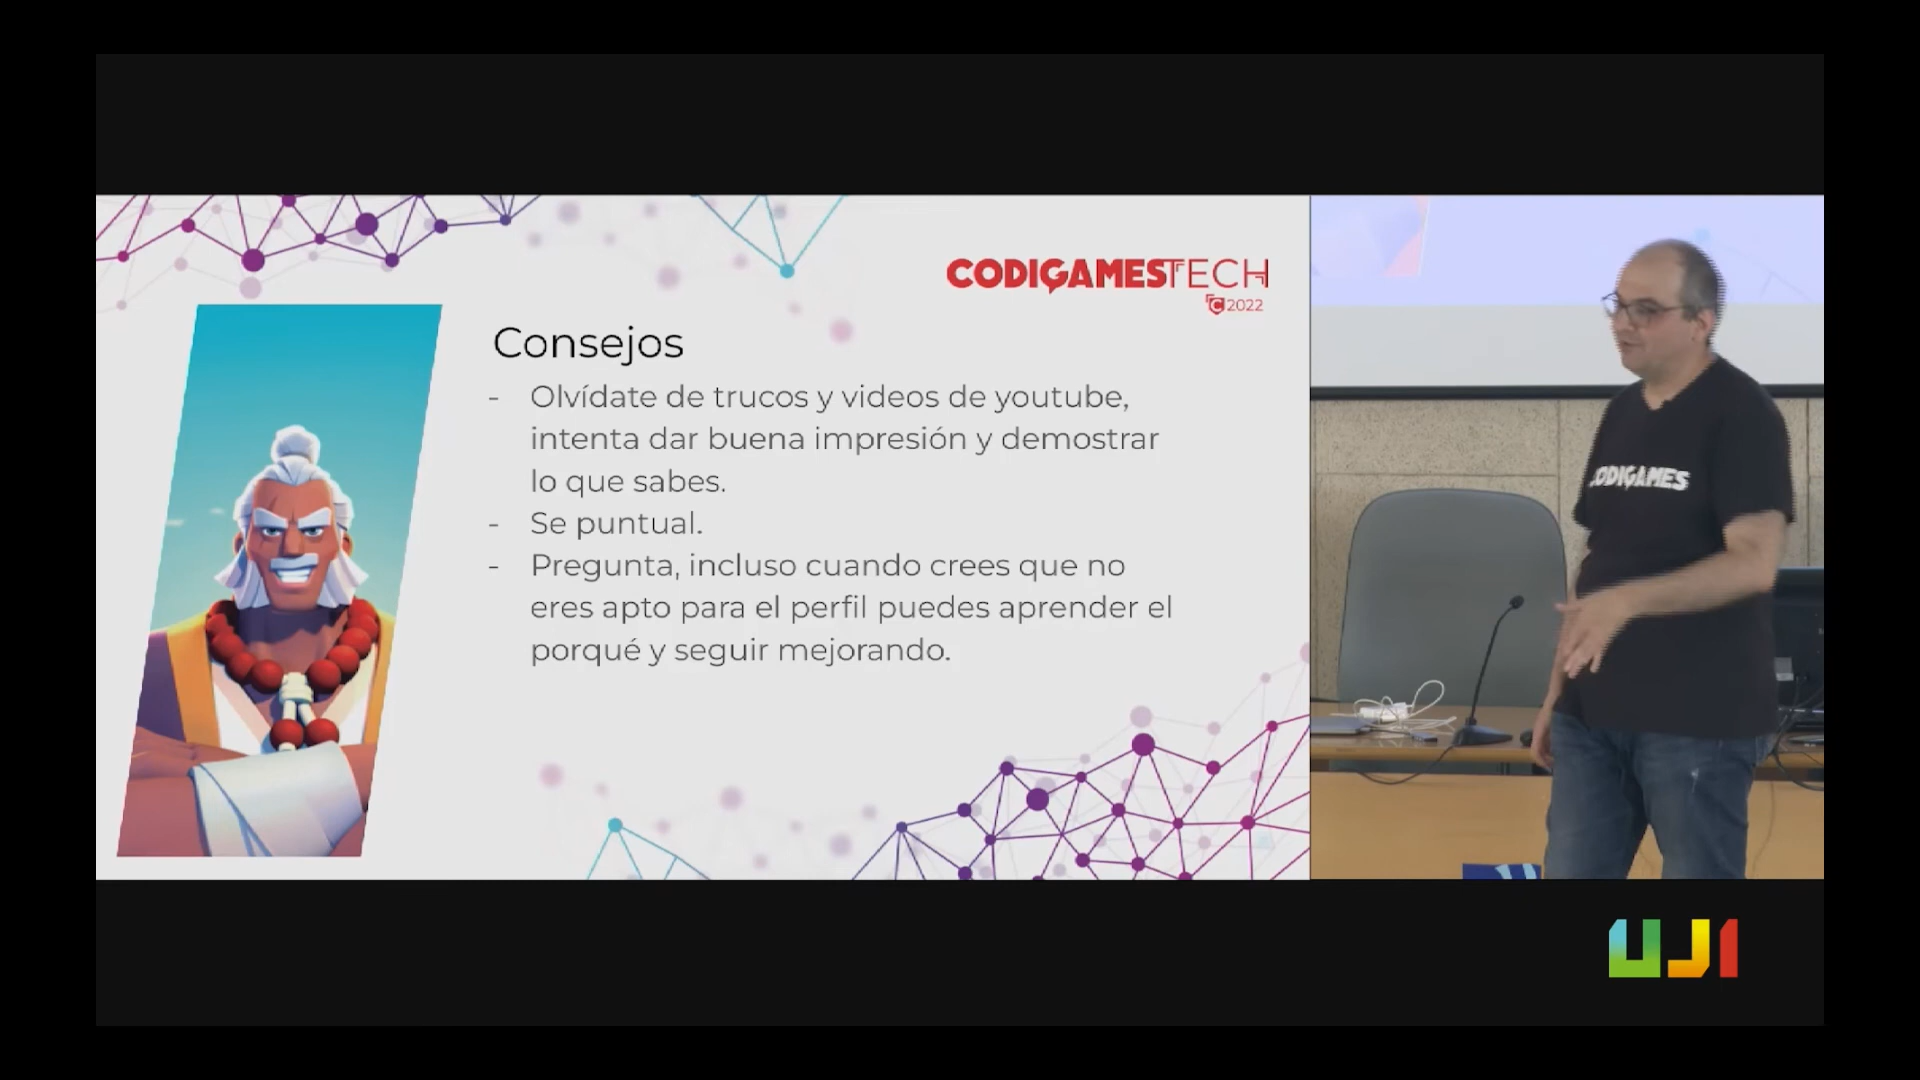 CODIGAMESTECH
C2022
Consejos
- Olvídate de trucos y videos de youtube,
intenta dar buena impresión y demostrar
lo que sabes.
- Se puntual.
- Pregunta, incluso cuando crees que no
eres apto para el perfil puedes aprender el
porqué y seguir mejorando.
CODIGAMES
UJI